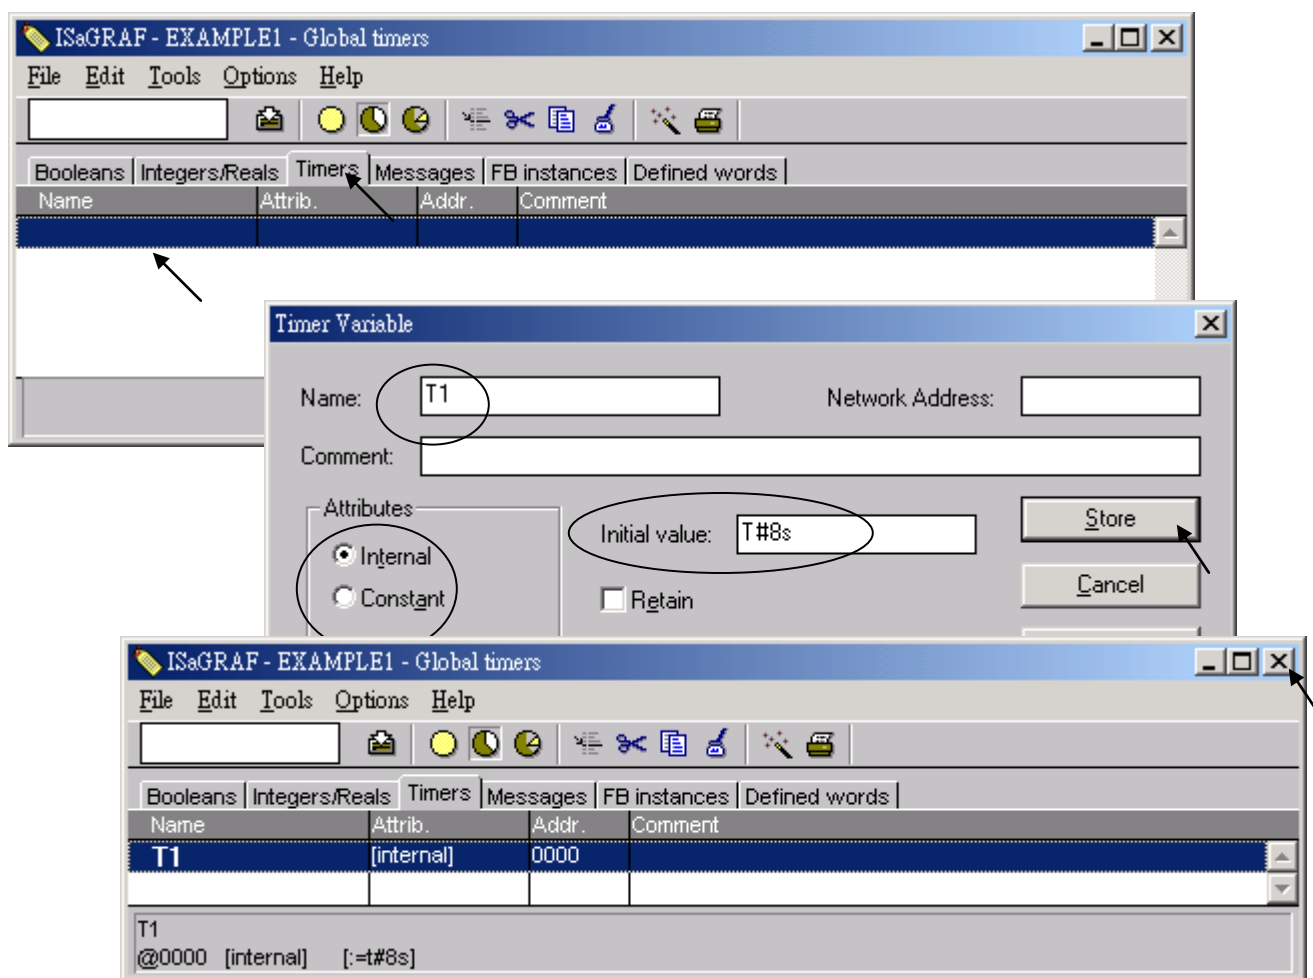 ISaGRAF - EXAMPLE1 - Global timers
File Edit Tools Options Help
Booleans Integers/Reals Timers Messages FB instances Defined words
Name Attrib. Addr. Comment
Timer Variable
Name: T1 Network Address:
Comment:
Attributes
Initial value: T#8s Store
Internal
Constant Retain Cancel
ISaGRAF - EXAMPLE1 - Global timers
File Edit Tools Options Help
Booleans Integers/Reals Timers Messages FB instances Defined words
Name Attrib. Addr. Comment
T1 [internal] 0000
T1
@0000 [internal] [:=t#8s]